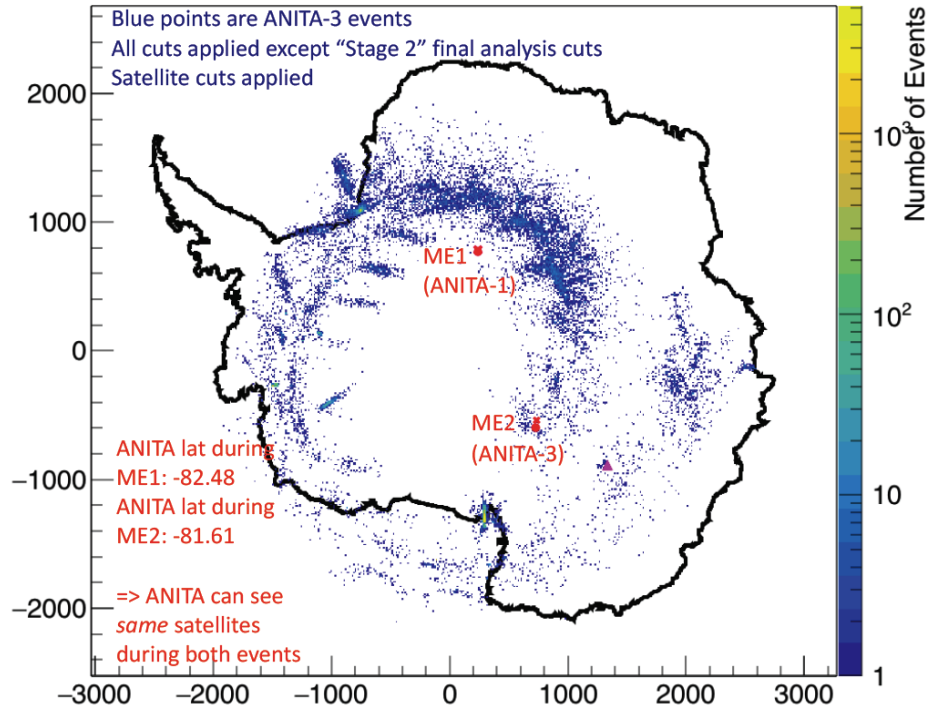 Blue points are ANITA-3 events
All cuts applied except “Stage 2” final analysis cuts
Satellite cuts applied
2000
1000
0
−1000
−2000
ME1
(ANITA-1)
ME2
(ANITA-3)
ANITA lat during
ME1: -82.48
ANITA lat during
ME2: -81.61
=> ANITA can see
same satellites
during both events
−3000 −2000 −1000 0 1000 2000 3000
Number of Events
10³
10²
10
1